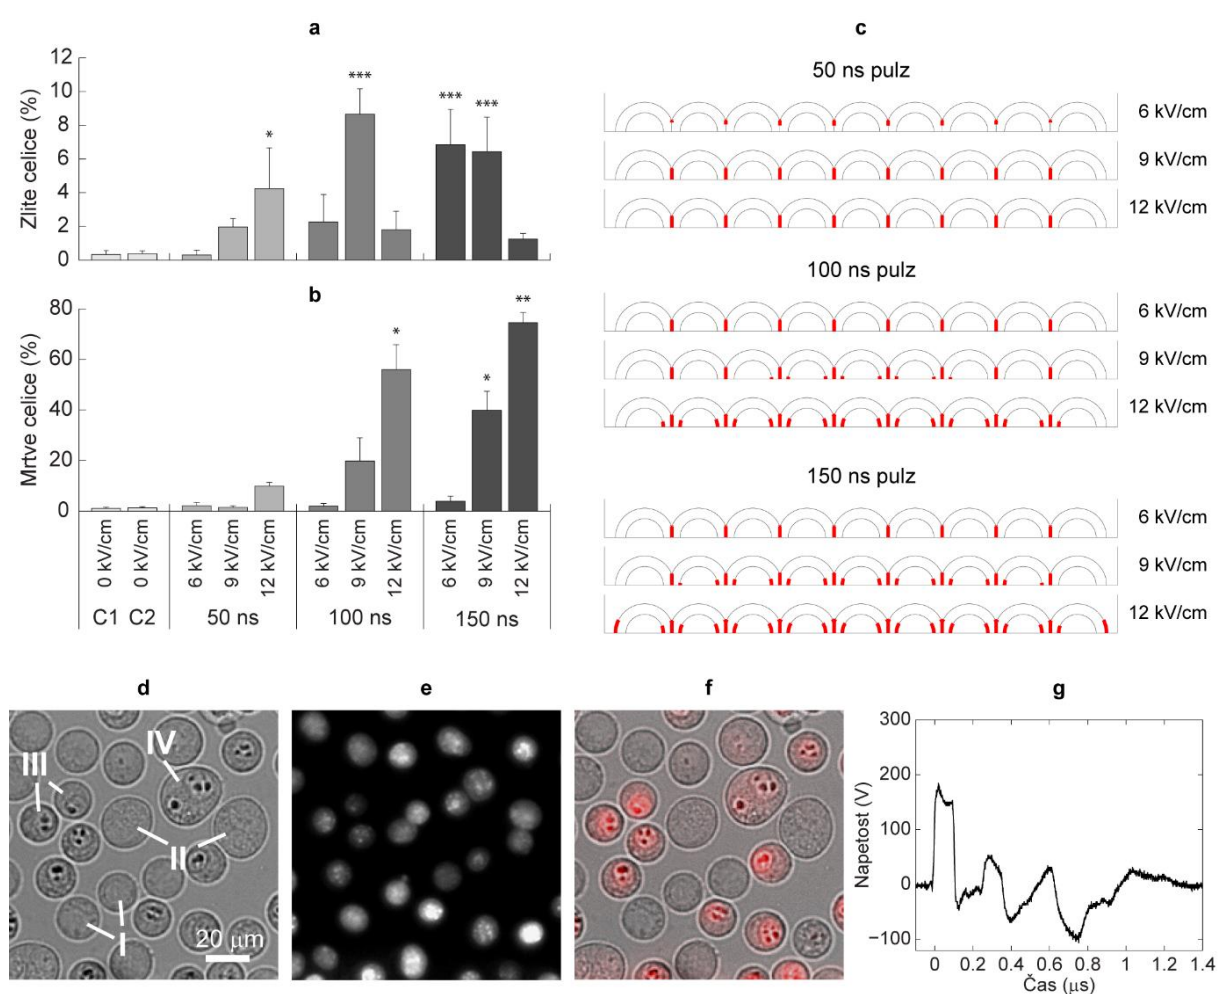 a
Zlite celice (%)
12
10
8
6
4
2
0
*
***
***
***
b
Mrtve celice (%)
80
60
40
20
0
*
*
**
0 kV/cm
0 kV/cm
6 kV/cm
9 kV/cm
12 kV/cm
6 kV/cm
9 kV/cm
12 kV/cm
6 kV/cm
9 kV/cm
12 kV/cm
C1 C2 50 ns 100 ns 150 ns
c
50 ns pulz
6 kV/cm
9 kV/cm
12 kV/cm
100 ns pulz
6 kV/cm
9 kV/cm
12 kV/cm
150 ns pulz
6 kV/cm
9 kV/cm
12 kV/cm
d
IV
III
II
I
20 μm
e
f
g
Napetost (V)
300
200
100
0
−100
0 0.2 0.4 0.6 0.8 1 1.2 1.4
Čas (μs)